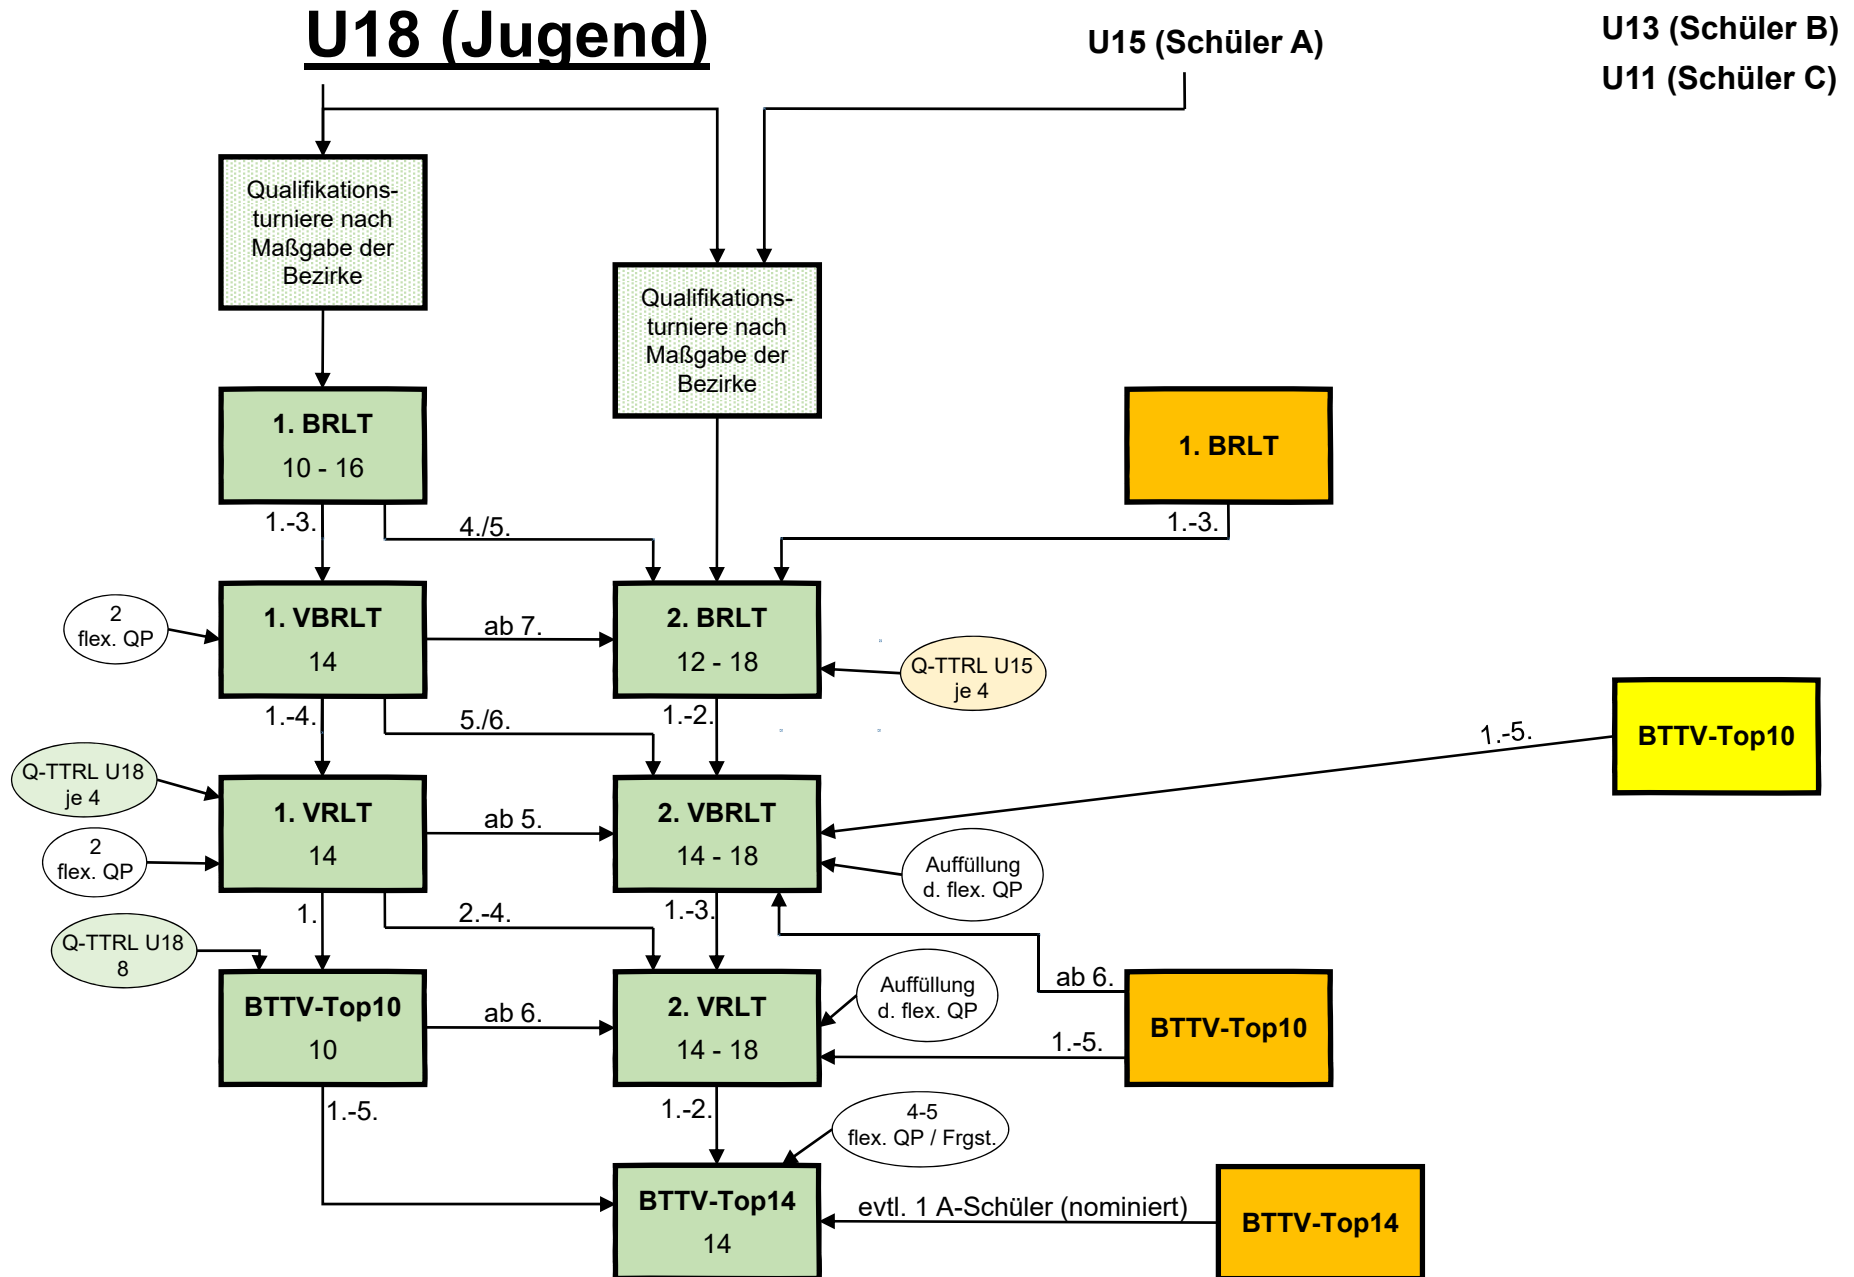 U18 (Jugend)
U15 (Schüler A)
U13 (Schüler B)
U11 (Schüler C)
Qualifikations-
turniere nach
Maßgabe der
Bezirke
Qualifikations-
turniere nach
Maßgabe der
Bezirke
1. BRLT
10 - 16
1. BRLT
1.-3.
4./5.
1.-3.
2
flex. QP
1. VBRLT
14
ab 7.
2. BRLT
12 - 18
Q-TTRL U15
je 4
1.-4.
5./6.
1.-2.
1.-5.
BTTV-Top10
Q-TTRL U18
je 4
2
flex. QP
1. VRLT
14
ab 5.
2. VBRLT
14 - 18
Auffüllung
d. flex. QP
1.
2.-4.
1.-3.
Q-TTRL U18
8
BTTV-Top10
10
ab 6.
2. VRLT
14 - 18
Auffüllung
d. flex. QP
ab 6.
1.-5.
BTTV-Top10
1.-5.
1.-2.
4-5
flex. QP / Frgst.
BTTV-Top14
14
evtl. 1 A-Schüler (nominiert)
BTTV-Top14